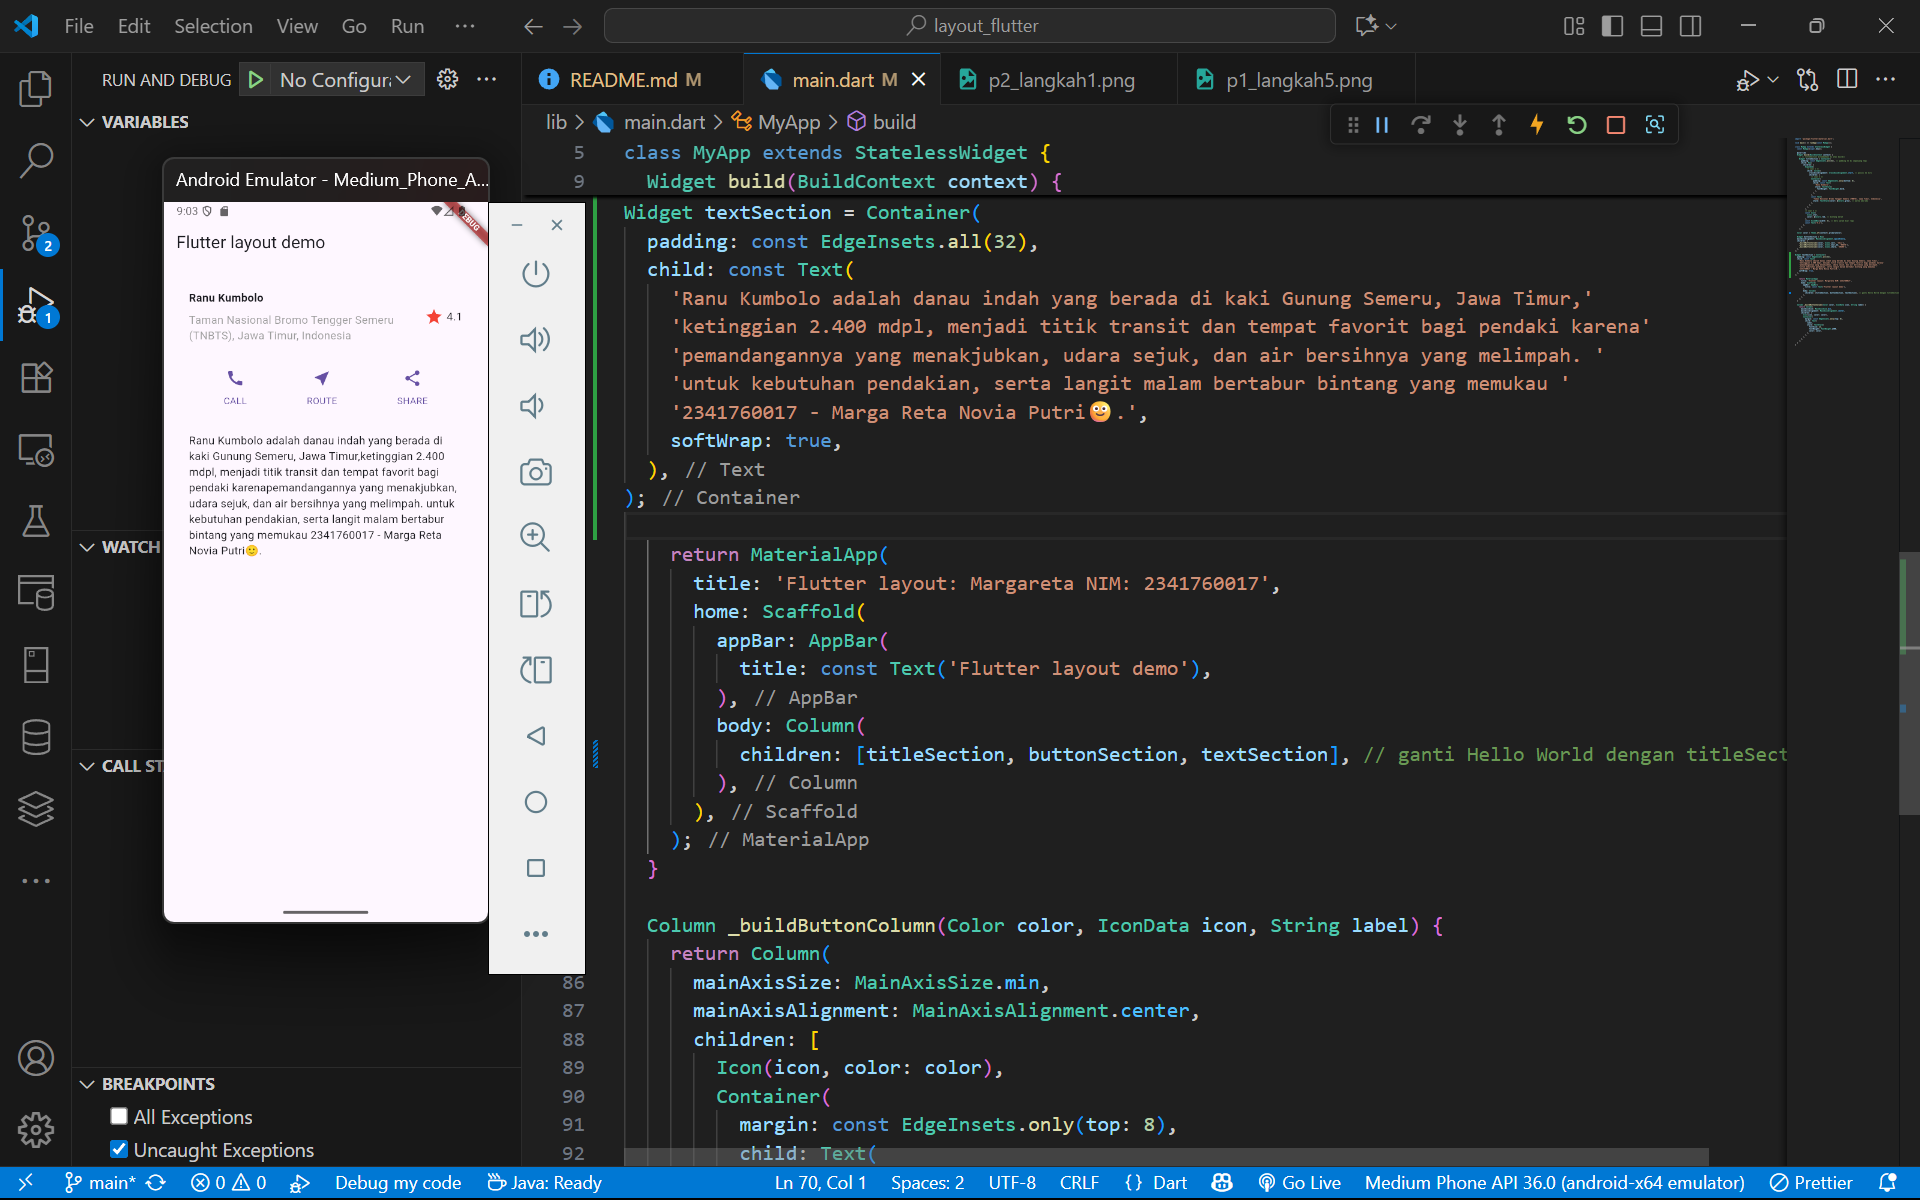 File Edit Selection View Go Run ···
layout_flutter
RUN AND DEBUG No Configur
README.md M
main.dart M
p2_langkah1.png
p1_langkah5.png
VARIABLES
lib > main.dart > MyApp > build
5 class MyApp extends StatelessWidget {
9 Widget build(BuildContext context) {
Widget textSection = Container(
padding: const EdgeInsets.all(32),
child: const Text(
'Ranu Kumbolo adalah danau indah yang berada di kaki Gunung Semeru, Jawa Timur,'
'ketinggian 2.400 mdpl, menjadi titik transit dan tempat favorit bagi pendaki karena'
'pemandangannya yang menakjubkan, udara sejuk, dan air bersihnya yang melimpah. '
'untuk kebutuhan pendakian, serta langit malam bertabur bintang yang memukau '
'2341760017 - Marga Reta Novia Putri🙂.',
softWrap: true,
), // Text
); // Container
return MaterialApp(
title: 'Flutter layout: Margareta NIM: 2341760017',
home: Scaffold(
appBar: AppBar(
title: const Text('Flutter layout demo'),
), // AppBar
body: Column(
children: [titleSection, buttonSection, textSection], // ganti Hello World dengan titleSect
), // Column
), // Scaffold
); // MaterialApp
}
Column _buildButtonColumn(Color color, IconData icon, String label) {
return Column(
86 mainAxisSize: MainAxisSize.min,
87 mainAxisAlignment: MainAxisAlignment.center,
88 children: [
89 Icon(icon, color: color),
90 Container(
91 margin: const EdgeInsets.only(top: 8),
92 child: Text(
Android Emulator - Medium_Phone_A...
9:03
Flutter layout demo
Ranu Kumbolo
Taman Nasional Bromo Tengger Semeru
(TNBTS), Jawa Timur, Indonesia
4.1
CALL ROUTE SHARE
Ranu Kumbolo adalah danau indah yang berada di
kaki Gunung Semeru, Jawa Timur,ketinggian 2.400
mdpl, menjadi titik transit dan tempat favorit bagi
pendaki karenapemandangannya yang menakjubkan,
udara sejuk, dan air bersihnya yang melimpah. untuk
kebutuhan pendakian, serta langit malam bertabur
bintang yang memukau 2341760017 - Marga Reta
Novia Putri🙂.
WATCH
CALL ST
BREAKPOINTS
All Exceptions
Uncaught Exceptions
2
1
main* 0 0 Debug my code Java: Ready Ln 70, Col 1 Spaces: 2 UTF-8 CRLF {} Dart Go Live Medium Phone API 36.0 (android-x64 emulator) Prettier